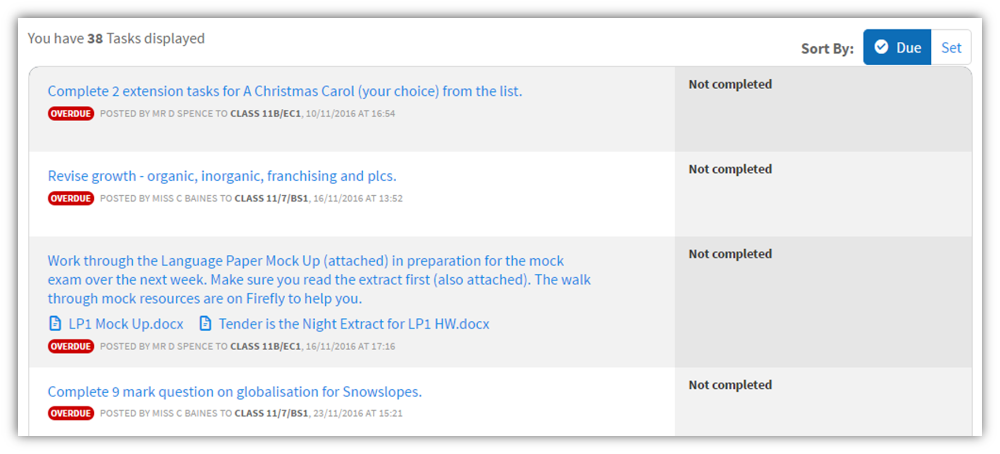 You have 38 Tasks displayed
Sort By: Due Set
Complete 2 extension tasks for A Christmas Carol (your choice) from the list.
Not completed
OVERDUE POSTED BY MR D SPENCE TO CLASS 11B/EC1, 10/11/2016 AT 16:54
Revise growth - organic, inorganic, franchising and plcs.
Not completed
OVERDUE POSTED BY MISS C BAINES TO CLASS 11/7/BS1, 16/11/2016 AT 13:52
Work through the Language Paper Mock Up (attached) in preparation for the mock
exam over the next week. Make sure you read the extract first (also attached). The walk
through mock resources are on Firefly to help you.
Not completed
LP1 Mock Up.docx Tender is the Night Extract for LP1 HW.docx
OVERDUE POSTED BY MR D SPENCE TO CLASS 11B/EC1, 16/11/2016 AT 17:16
Complete 9 mark question on globalisation for Snowslopes.
Not completed
OVERDUE POSTED BY MISS C BAINES TO CLASS 11/7/BS1, 23/11/2016 AT 15:21